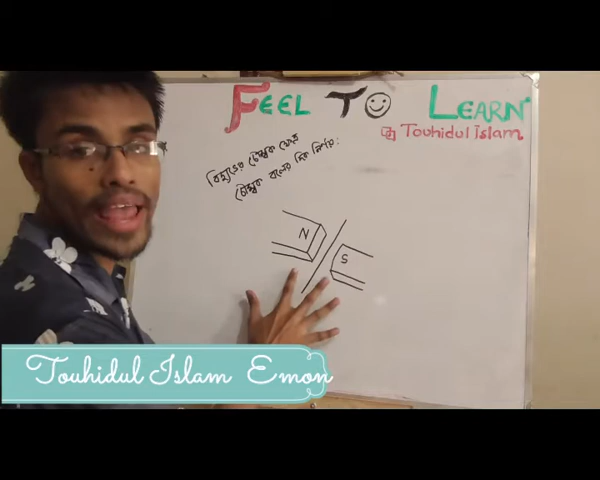 FEEL TO LEARN
Touhidul Islam
বিদ্যুতের চৌম্বক ক্ষেত্র
চৌম্বক বলের দিক নির্ণয়:
N
S
Touhidul Islam Emon